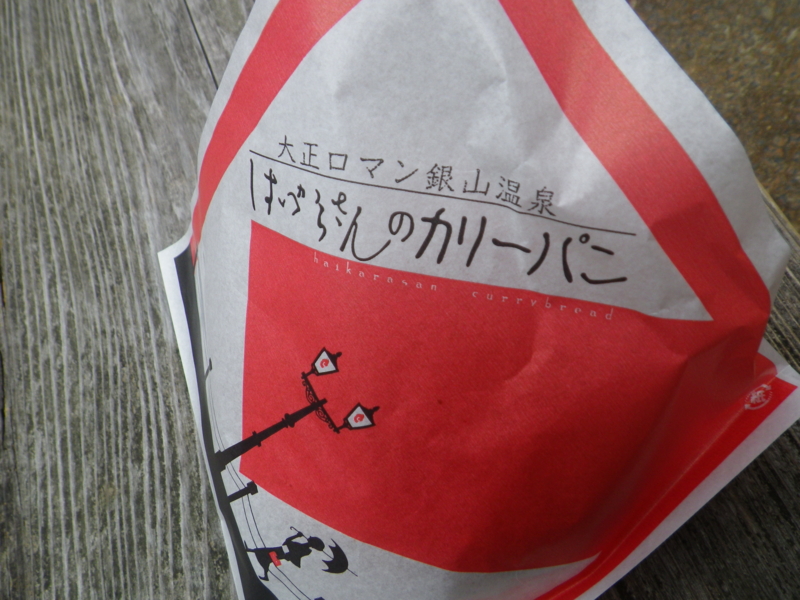 大正ロマン銀山温泉
はいからさんのカリーパン
haikarasan currybread